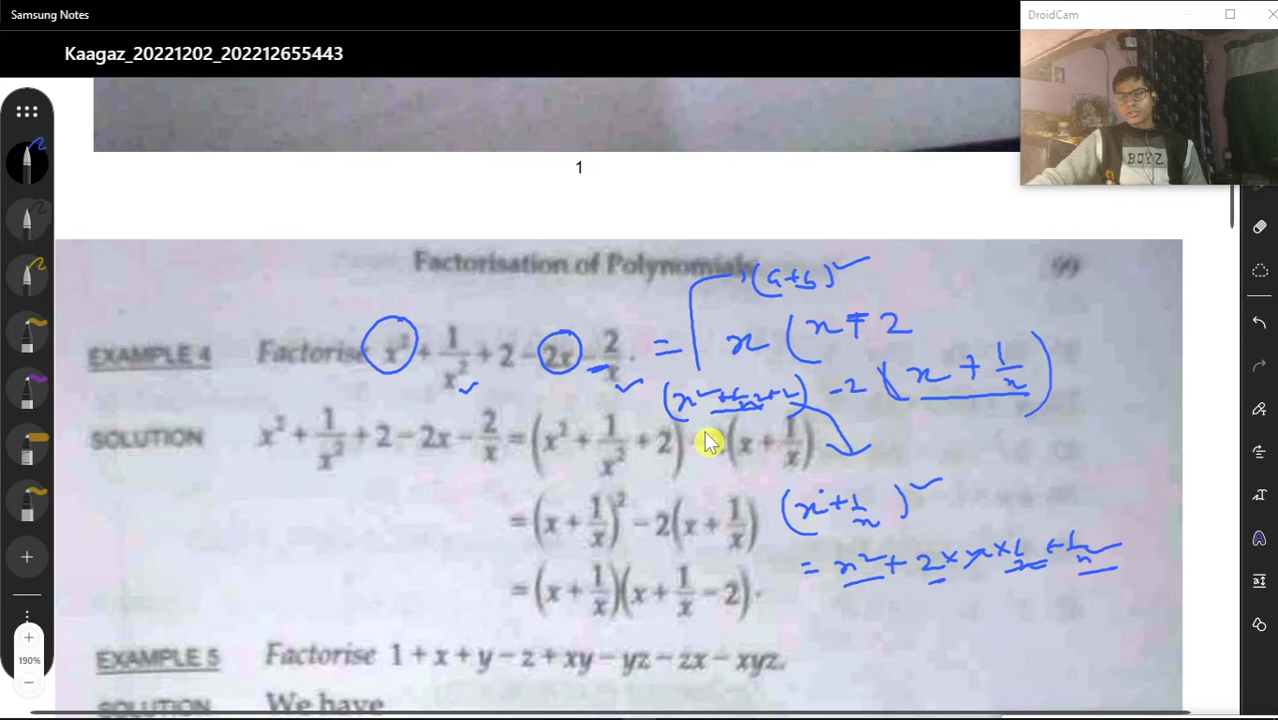 Samsung Notes
DroidCam
Kaagaz_20221202_202212655443
BOYZ
1
Factorisation of Polynomials
99
(a+b)²
EXAMPLE 4 Factorise x² + 1/x² + 2 − 2x − 2/x.
= x (x − 2
(x² + 1/x² + 2) − 2 (x + 1/x)
SOLUTION x² + 1/x² + 2 − 2x − 2/x = (x² + 1/x² + 2) (x + 1/x)
= (x + 1/x)² − 2(x + 1/x)
(x + 1/x)²
= x² + 2 × x × 1/x + 1/x²
= (x + 1/x)(x + 1/x − 2).
EXAMPLE 5 Factorise 1 + x + y − z + xy − yz − zx − xyz.
SOLUTION We have
190%